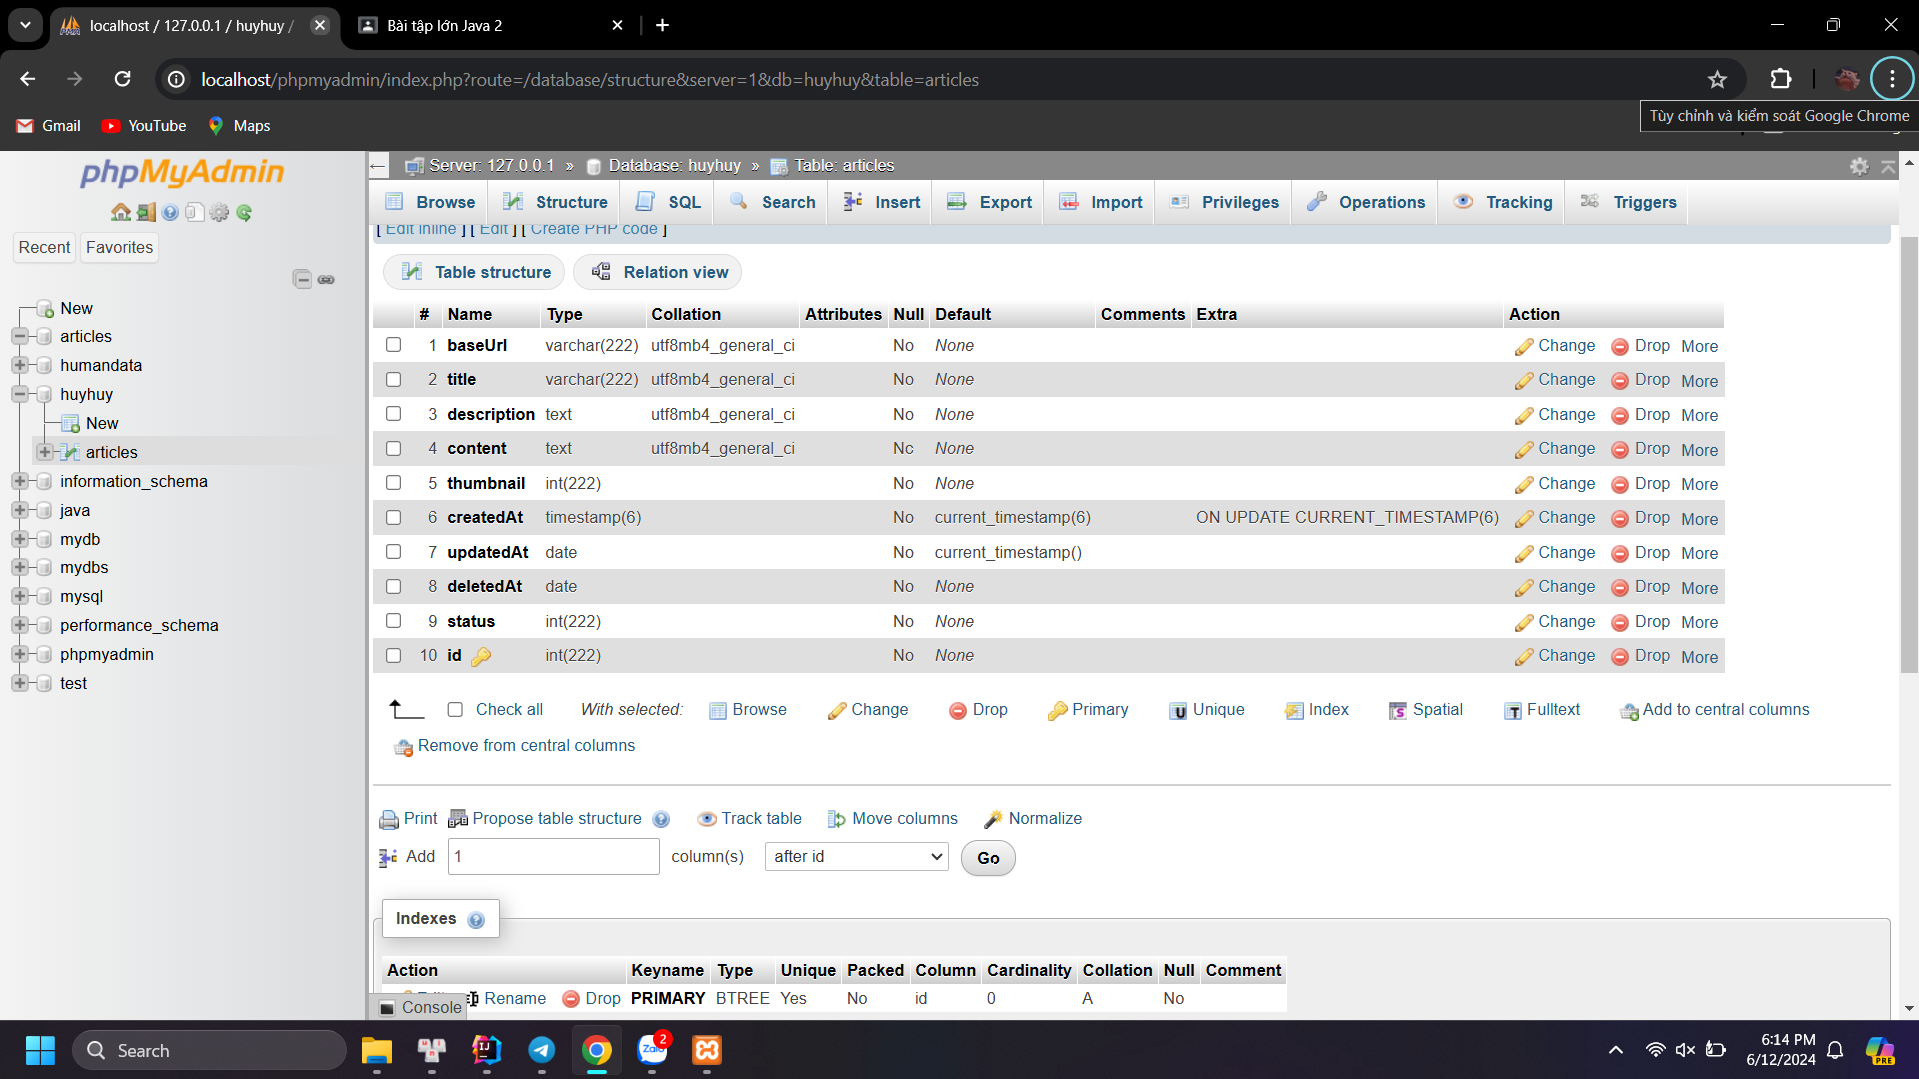 localhost / 127.0.0.1 / huyhuy /
Bài tập lớn Java 2
localhost/phpmyadmin/index.php?route=/database/structure&server=1&db=huyhuy&table=articles
Gmail YouTube Maps
Tùy chỉnh và kiểm soát Google Chrome
phpMyAdmin
Recent Favorites
New
articles
humandata
huyhuy
New
articles
information_schema
java
mydb
mydbs
mysql
performance_schema
phpmyadmin
test
Server: 127.0.0.1 » Database: huyhuy » Table: articles
Browse Structure SQL Search Insert Export Import Privileges Operations Tracking Triggers
[ Edit inline ] [ Edit ] [ Create PHP code ]
Table structure Relation view
# Name Type Collation Attributes Null Default Comments Extra Action
1 baseUrl varchar(222) utf8mb4_general_ci No None Change Drop More
2 title varchar(222) utf8mb4_general_ci No None Change Drop More
3 description text utf8mb4_general_ci No None Change Drop More
4 content text utf8mb4_general_ci No None Change Drop More
5 thumbnail int(222) No None Change Drop More
6 createdAt timestamp(6) No current_timestamp(6) ON UPDATE CURRENT_TIMESTAMP(6) Change Drop More
7 updatedAt date No current_timestamp() Change Drop More
8 deletedAt date No None Change Drop More
9 status int(222) No None Change Drop More
10 id int(222) No None Change Drop More
Check all With selected: Browse Change Drop Primary Unique Index Spatial Fulltext Add to central columns
Remove from central columns
Print Propose table structure Track table Move columns Normalize
Add 1 column(s) after id Go
Indexes
Action Keyname Type Unique Packed Column Cardinality Collation Null Comment
Rename Drop PRIMARY BTREE Yes No id 0 A No
Console
Search
Zalo
2
PRE
6:14 PM
6/12/2024